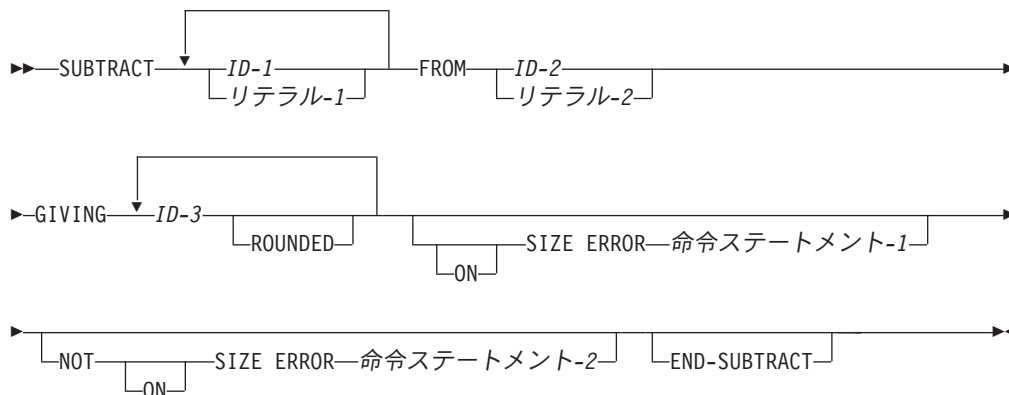 SUBTRACT ID-1 FROM ID-2
リテラル-1 リテラル-2
GIVING ID-3
ROUNDED SIZE ERROR 命令ステートメント-1
ON
NOT SIZE ERROR 命令ステートメント-2 END-SUBTRACT
ON